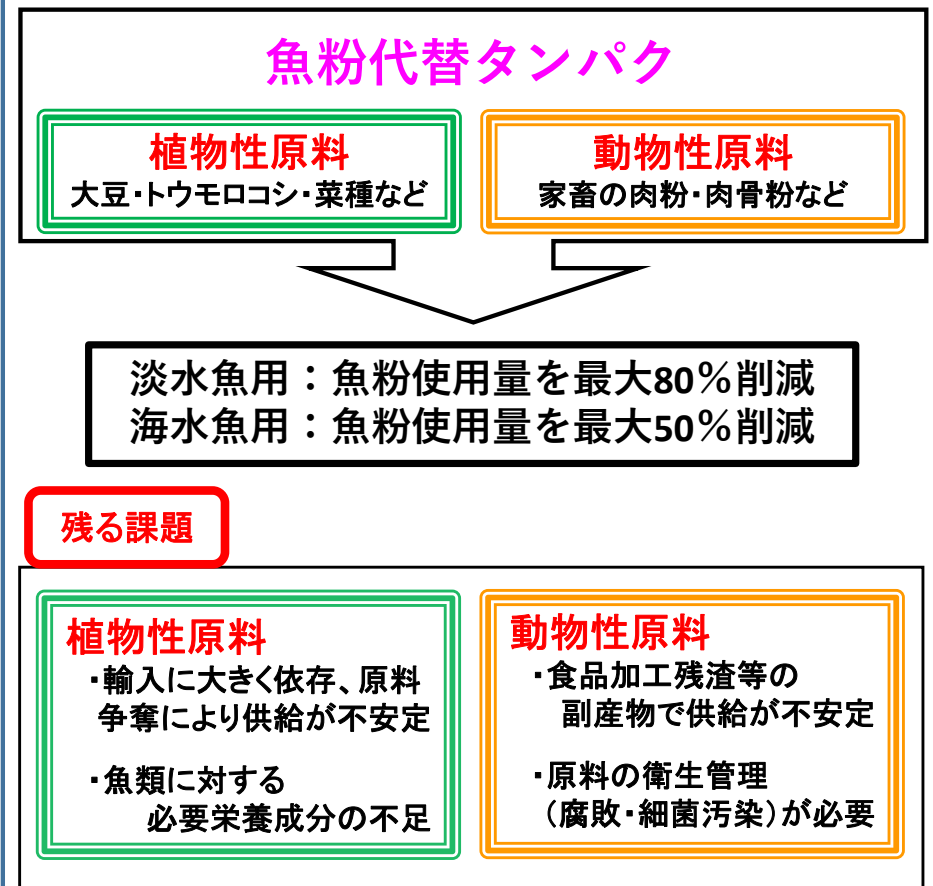 魚粉代替タンパク
植物性原料
大豆・トウモロコシ・菜種など
動物性原料
家畜の肉粉・肉骨粉など
淡水魚用：魚粉使用量を最大80％削減
海水魚用：魚粉使用量を最大50％削減
残る課題
植物性原料
・輸入に大きく依存、原料
争奪により供給が不安定
・魚類に対する
必要栄養成分の不足
動物性原料
・食品加工残渣等の
副産物で供給が不安定
・原料の衛生管理
（腐敗・細菌汚染）が必要